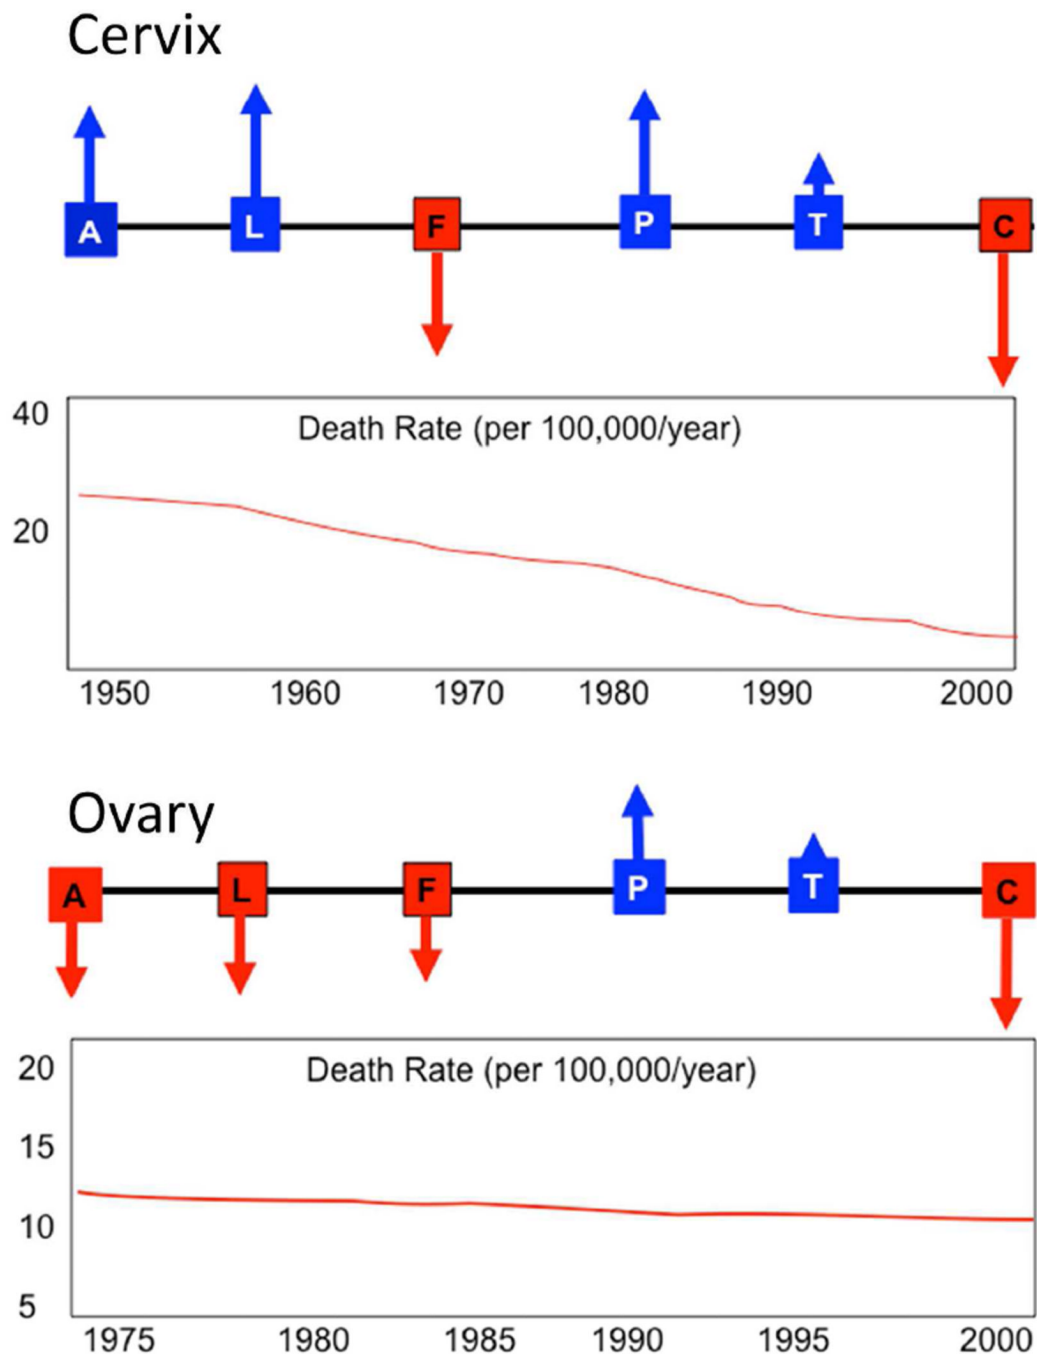 Cervix
A L F P T C
40
Death Rate (per 100,000/year)
20
1950 1960 1970 1980 1990 2000
Ovary
A L F P T C
20
Death Rate (per 100,000/year)
15
10
5
1975 1980 1985 1990 1995 2000